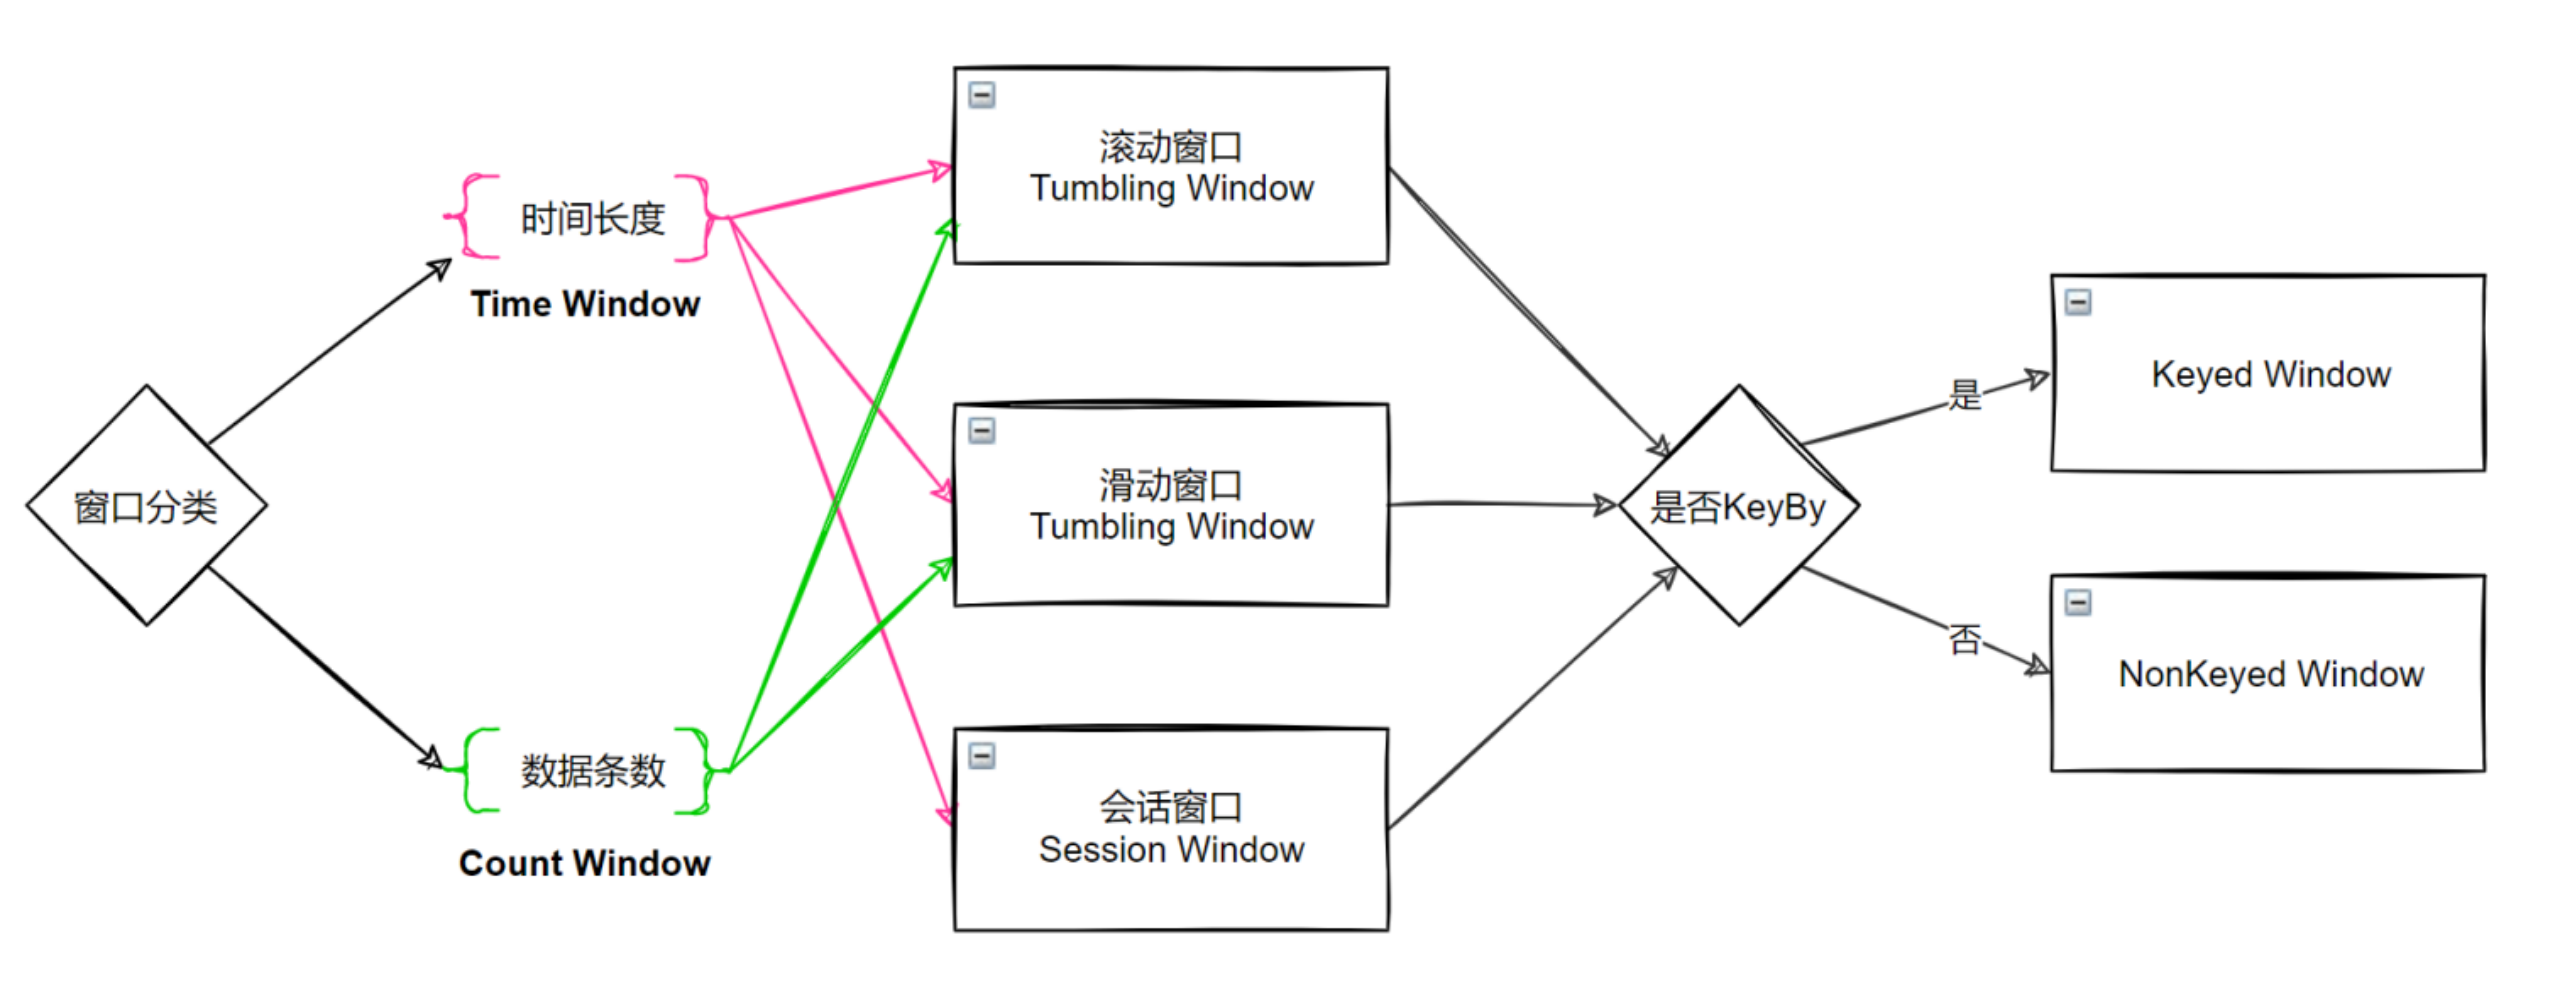 窗口分类
时间长度
Time Window
数据条数
Count Window
滚动窗口
Tumbling Window
滑动窗口
Tumbling Window
会话窗口
Session Window
是否KeyBy
是
Keyed Window
否
NonKeyed Window